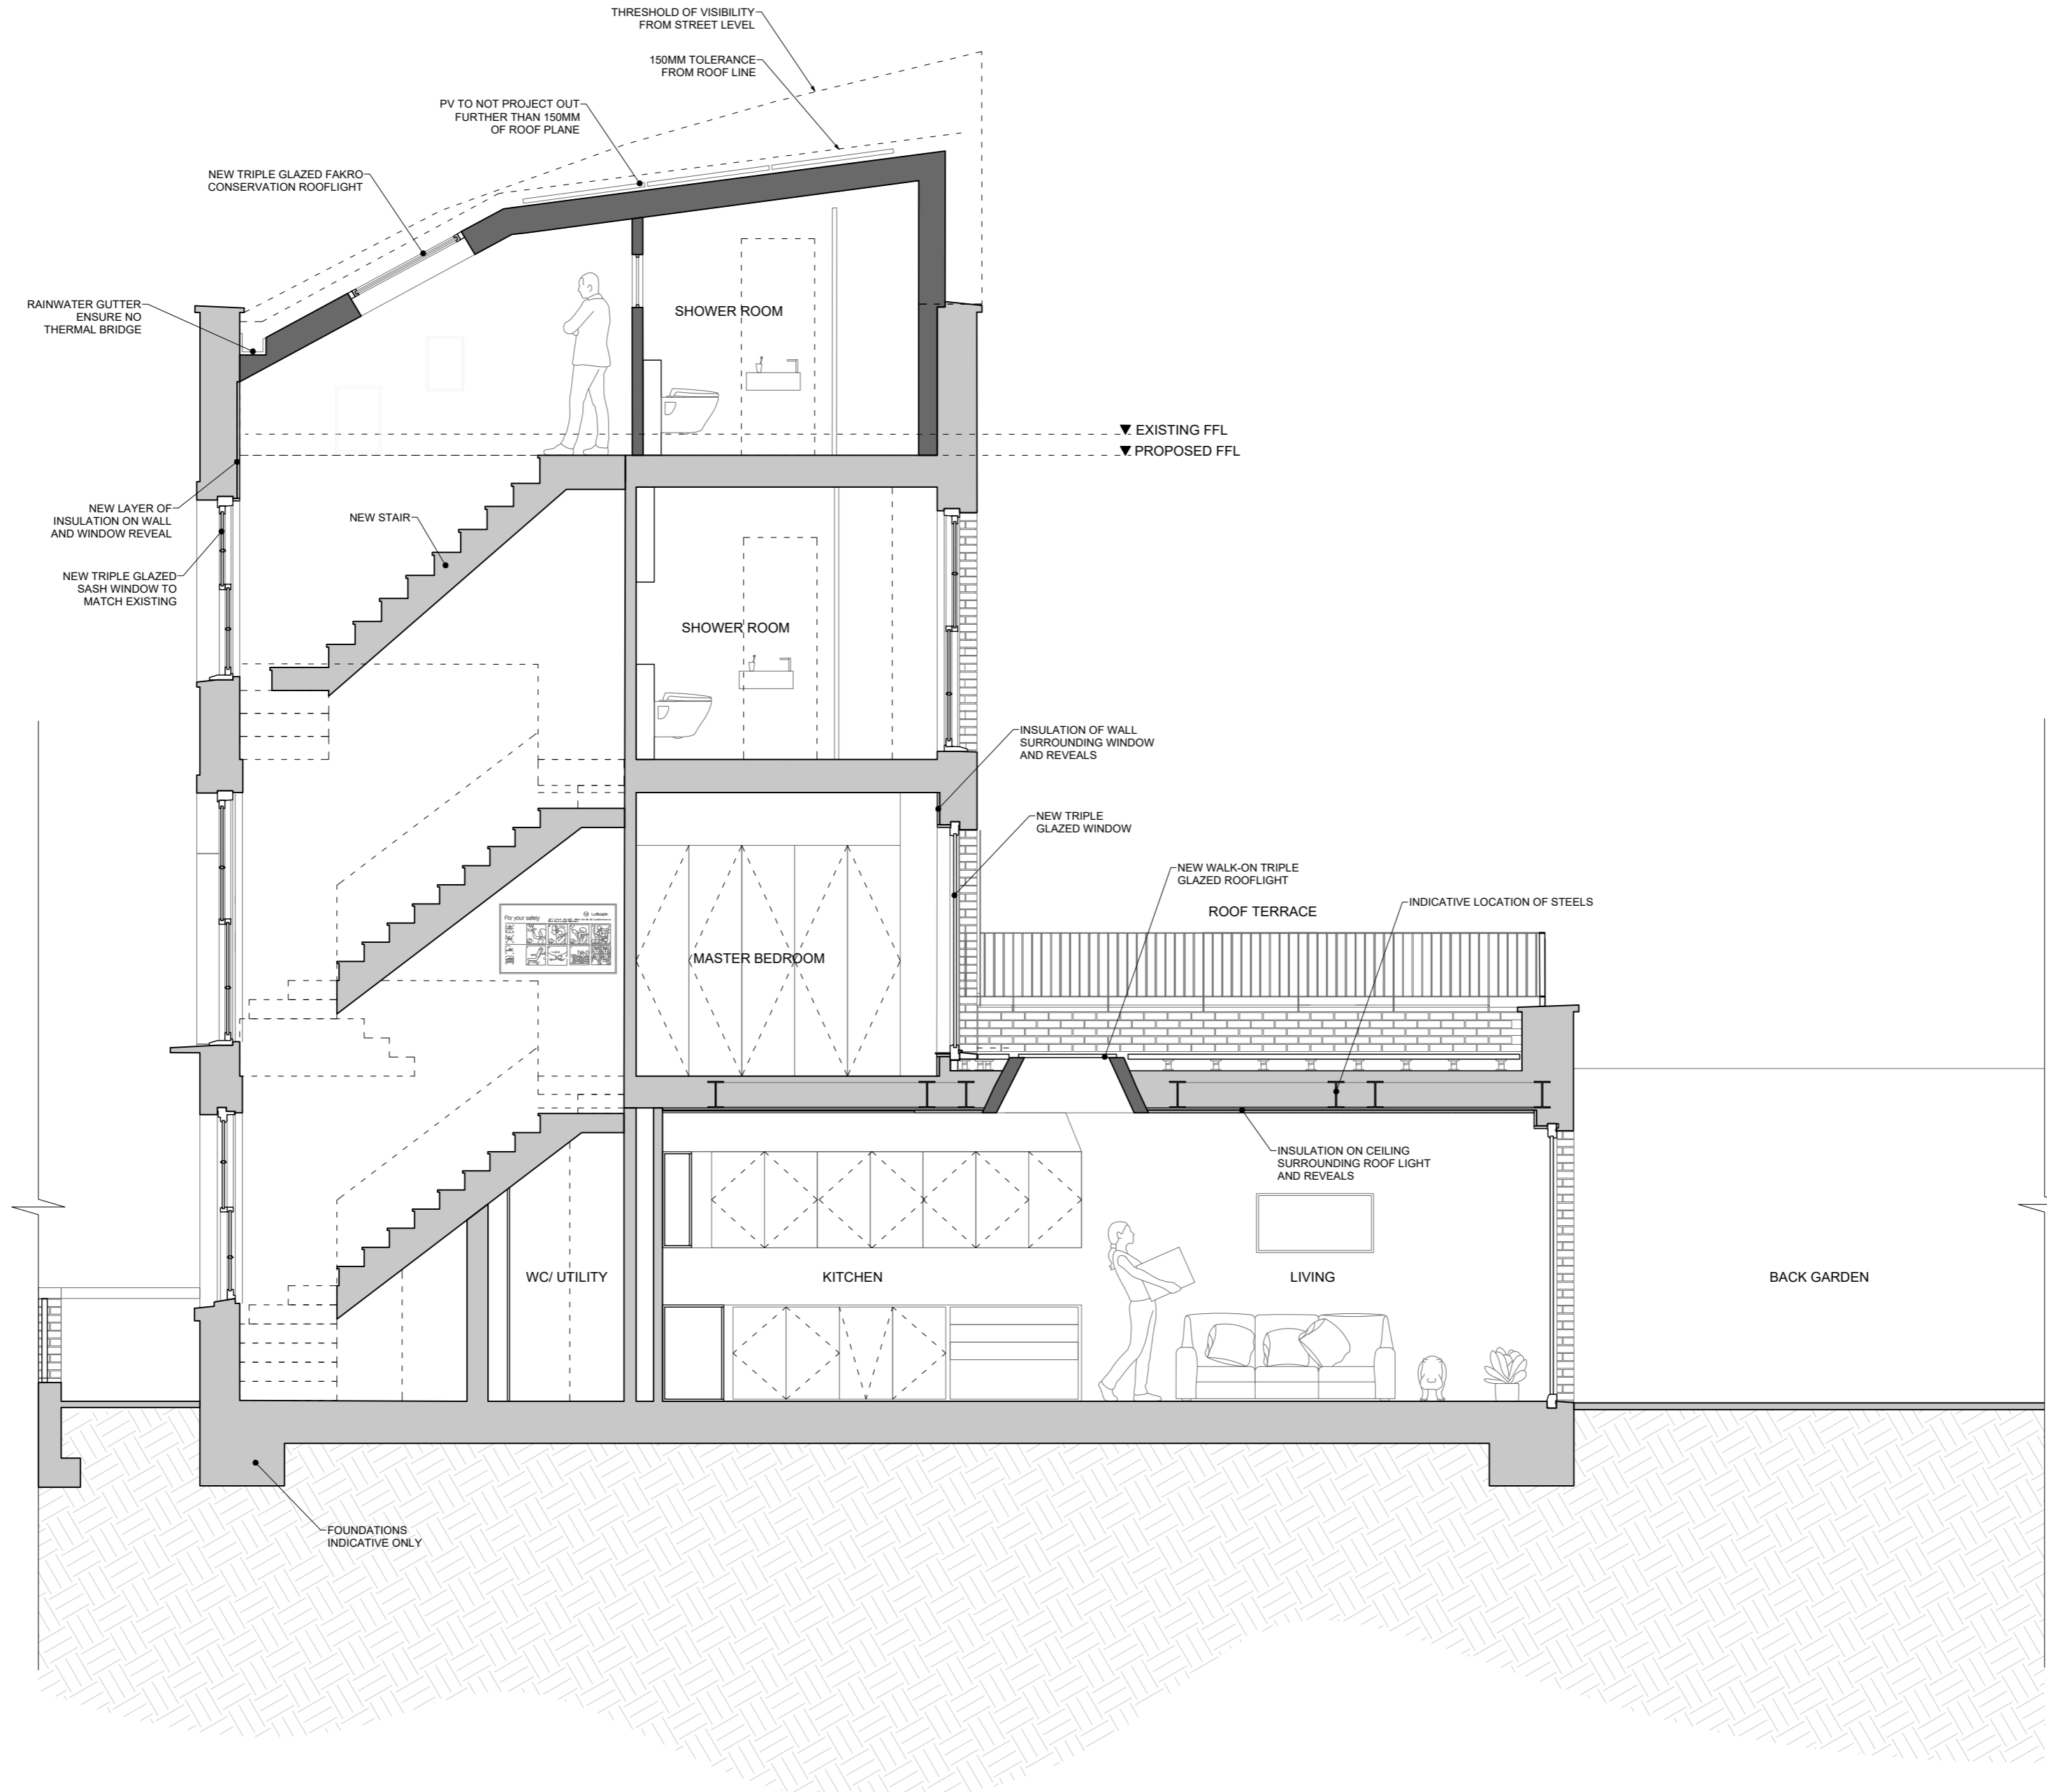 THRESHOLD OF VISIBILITY
FROM STREET LEVEL
150MM TOLERANCE
FROM ROOF LINE
PV TO NOT PROJECT OUT
FURTHER THAN 150MM
OF ROOF PLANE
NEW TRIPLE GLAZED FAKRO
CONSERVATION ROOFLIGHT
RAINWATER GUTTER
ENSURE NO
THERMAL BRIDGE
SHOWER ROOM
EXISTING FFL
PROPOSED FFL
NEW LAYER OF
INSULATION ON WALL
AND WINDOW REVEAL
NEW STAIR
NEW TRIPLE GLAZED
SASH WINDOW TO
MATCH EXISTING
SHOWER ROOM
INSULATION OF WALL
SURROUNDING WINDOW
AND REVEALS
NEW TRIPLE
GLAZED WINDOW
NEW WALK-ON TRIPLE
GLAZED ROOFLIGHT
INDICATIVE LOCATION OF STEELS
ROOF TERRACE
For your safety
MASTER BEDROOM
INSULATION ON CEILING
SURROUNDING ROOF LIGHT
AND REVEALS
WC/ UTILITY
KITCHEN
LIVING
BACK GARDEN
FOUNDATIONS
INDICATIVE ONLY